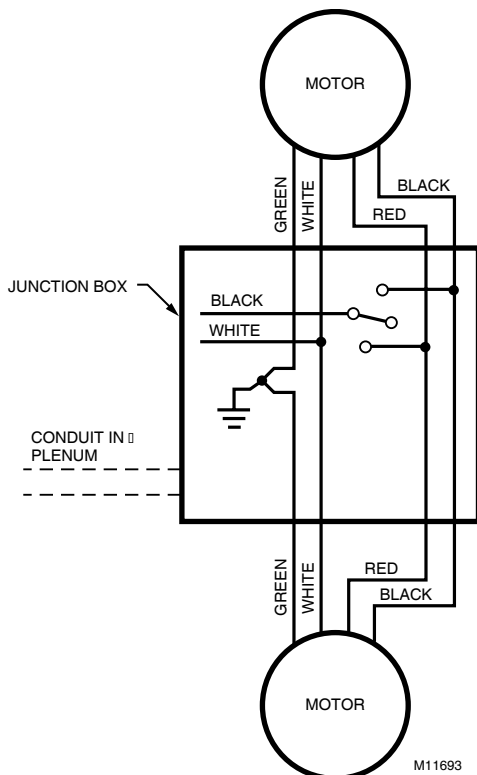 MOTOR
BLACK
GREEN
WHITE
RED
JUNCTION BOX
BLACK
WHITE
CONDUIT IN ▯
PLENUM
GREEN
WHITE
RED
BLACK
MOTOR
M11693